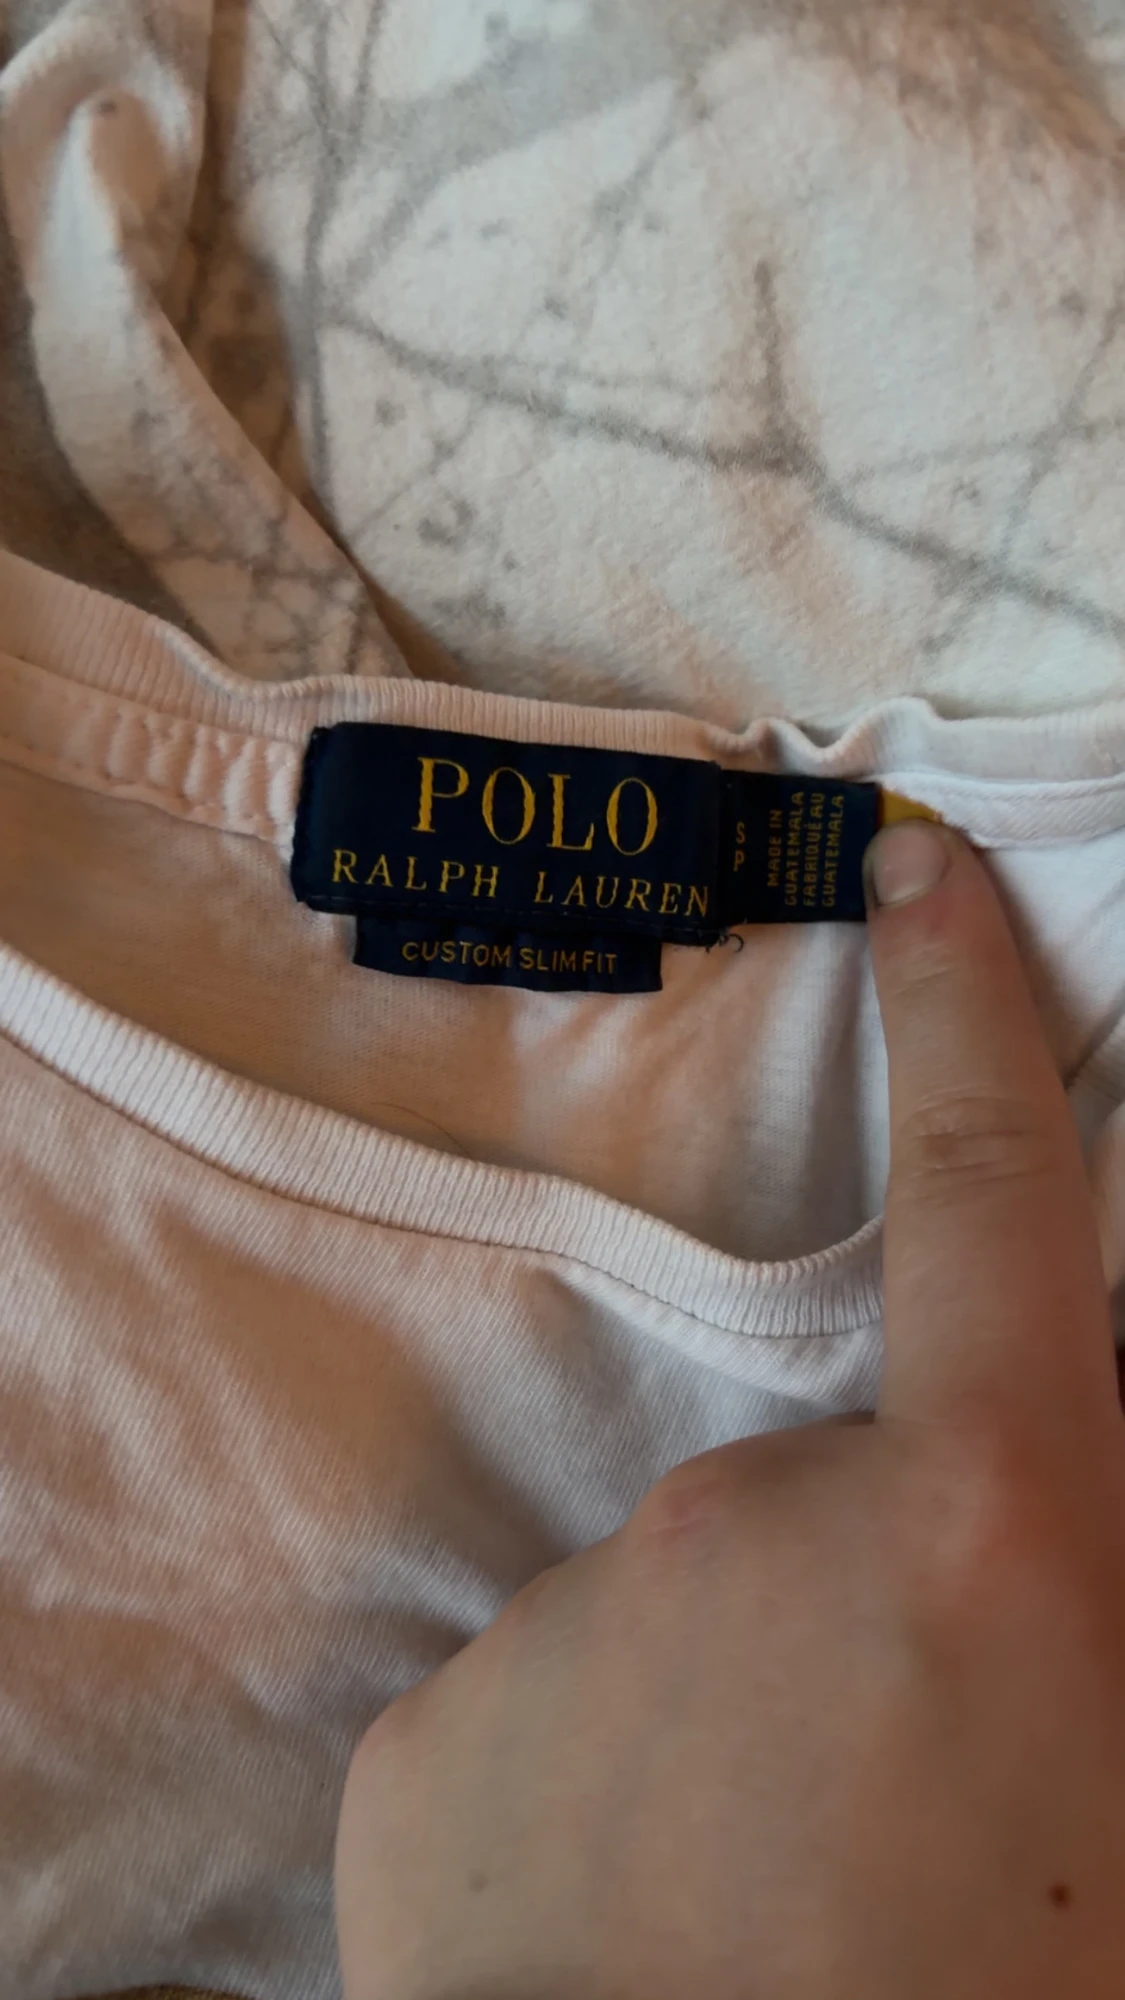 POLO
RALPH LAUREN
CUSTOM SLIM FIT
S
P
MADE IN
GUATEMALA
FABRIQUÉ AU
GUATEMALA